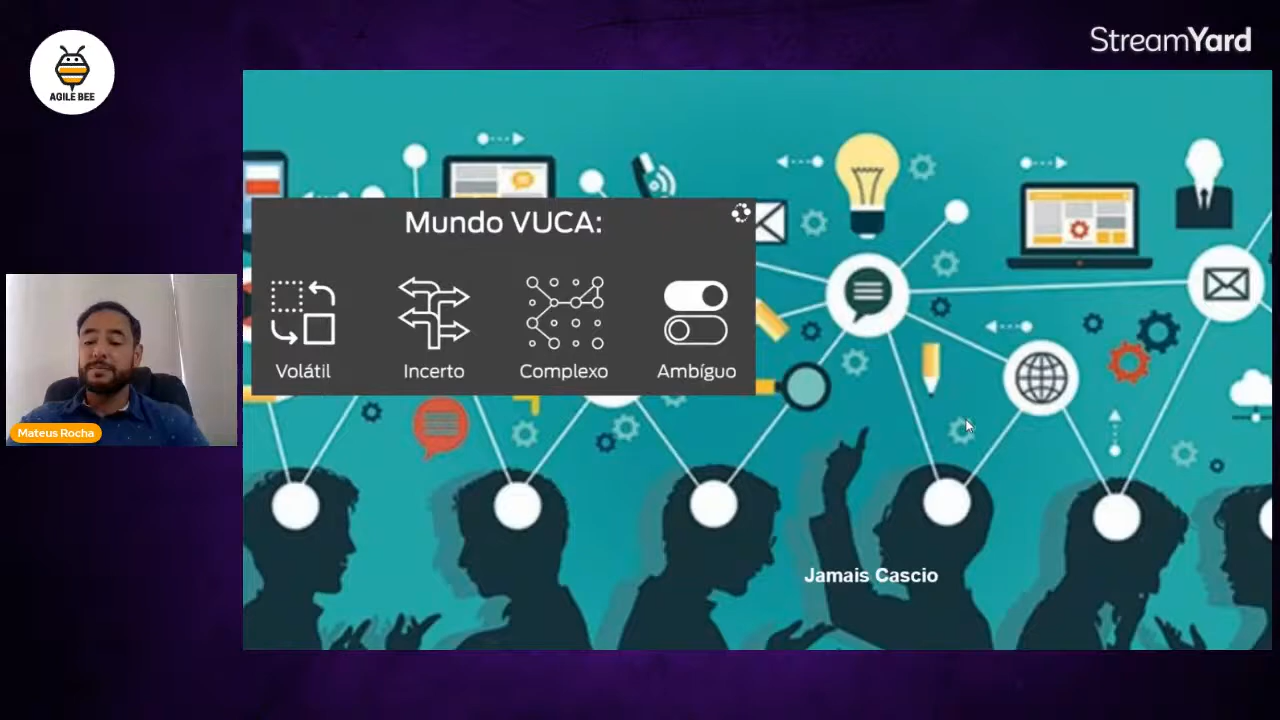 AGILE BEE
StreamYard
Mundo VUCA:
Volátil
Incerto
Complexo
Ambíguo
Mateus Rocha
Jamais Cascio